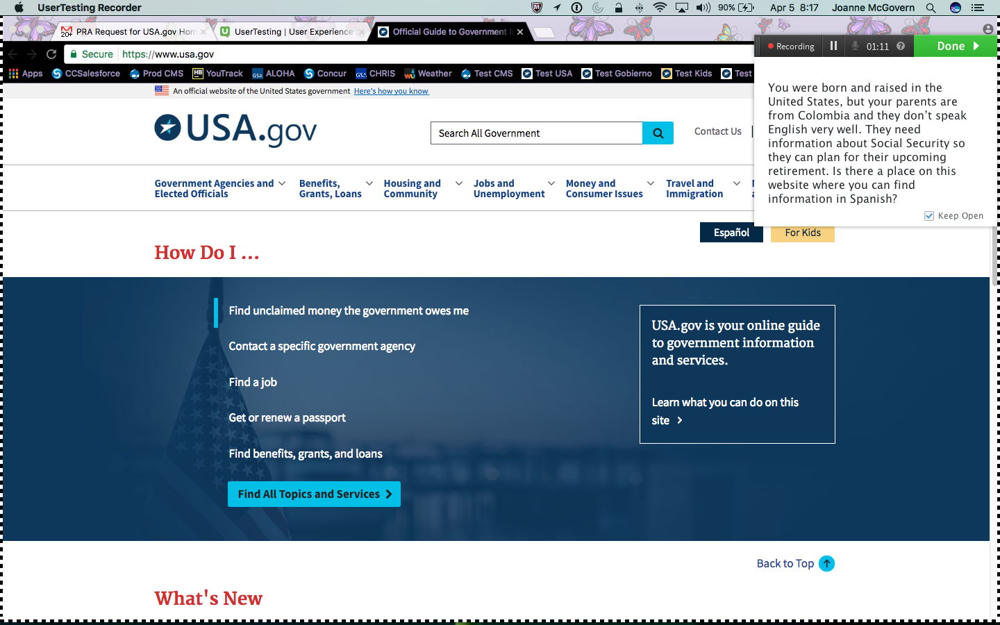 UserTesting Recorder
90%
Apr 5 8:17
Joanne McGovern
20+
PRA Request for USA.gov Hom
UserTesting | User Experience
Official Guide to Government I
Secure
https://www.usa.gov
Apps
CCSalesforce
Prod CMS
HB
YouTrack
GSA
ALOHA
Concur
GSA
CHRIS
Weather
Test CMS
Test USA
Test Gobierno
Test Kids
Test
Recording
01:11
Done
You were born and raised in the
United States, but your parents are
from Colombia and they don’t speak
English very well. They need
information about Social Security so
they can plan for their upcoming
retirement. Is there a place on this
website where you can find
information in Spanish?
Keep Open
An official website of the United States government Here's how you know
USA.gov
Search All Government
Contact Us
Government Agencies and
Elected Officials
Benefits,
Grants, Loans
Housing and
Community
Jobs and
Unemployment
Money and
Consumer Issues
Travel and
Immigration
Español
For Kids
How Do I ...
Find unclaimed money the government owes me
Contact a specific government agency
Find a job
Get or renew a passport
Find benefits, grants, and loans
Find All Topics and Services
USA.gov is your online guide
to government information
and services.
Learn what you can do on this
site
Back to Top
What's New